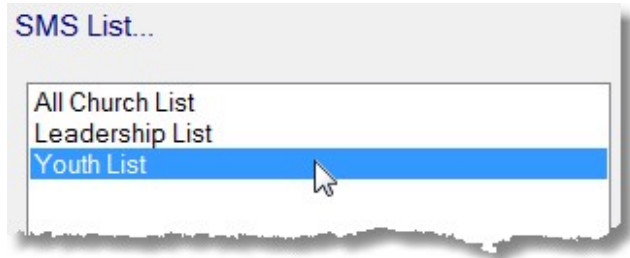 SMS List...
All Church List
Leadership List
Youth List